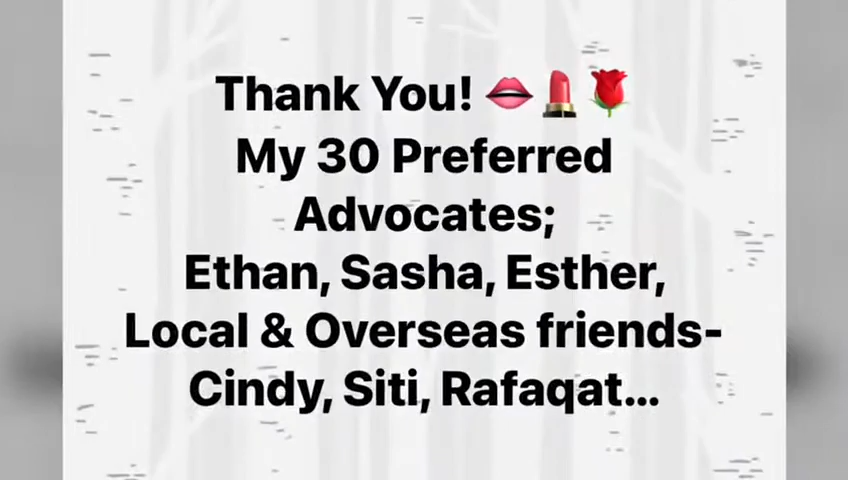 Thank You! 👄💄🌹
My 30 Preferred
Advocates;
Ethan, Sasha, Esther,
Local & Overseas friends-
Cindy, Siti, Rafaqat...